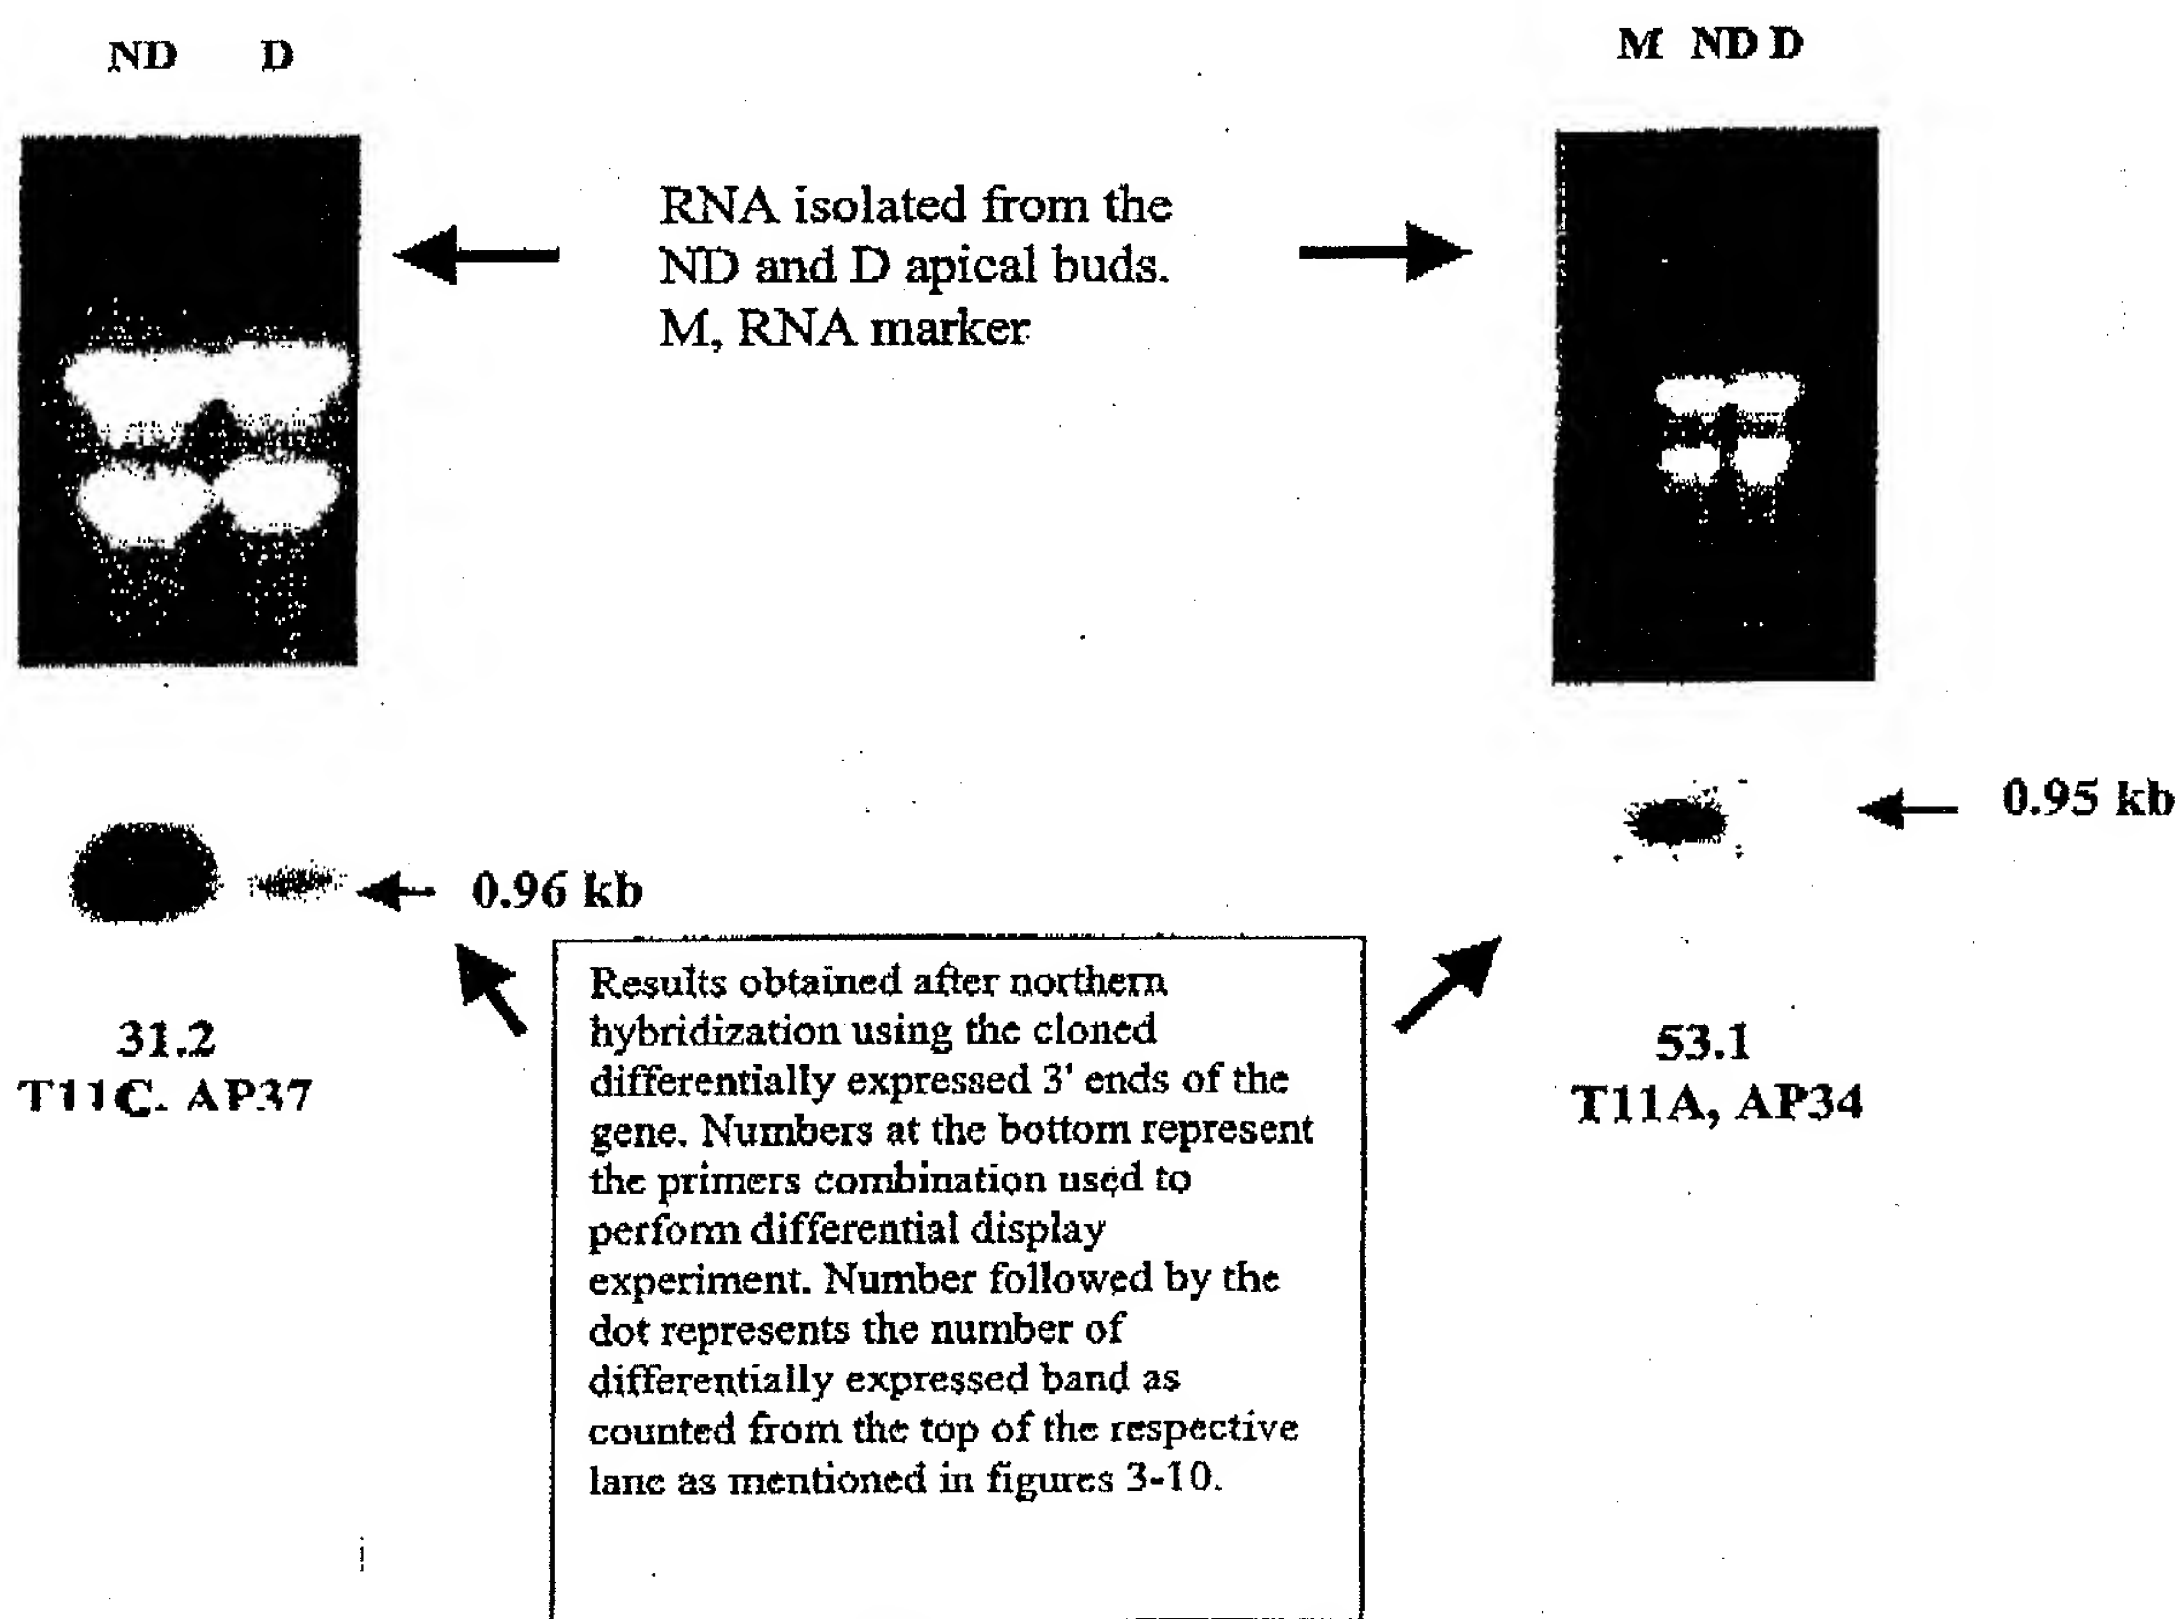 ND D
M ND D
RNA isolated from the
ND and D apical buds.
M, RNA marker
0.95 kb
0.96 kb
Results obtained after northern
hybridization using the cloned
differentially expressed 3' ends of the
gene. Numbers at the bottom represent
the primers combination used to
perform differential display
experiment. Number followed by the
dot represents the number of
differentially expressed band as
counted from the top of the respective
lane as mentioned in figures 3-10.
31.2
T11C. AP37
53.1
T11A, AP34